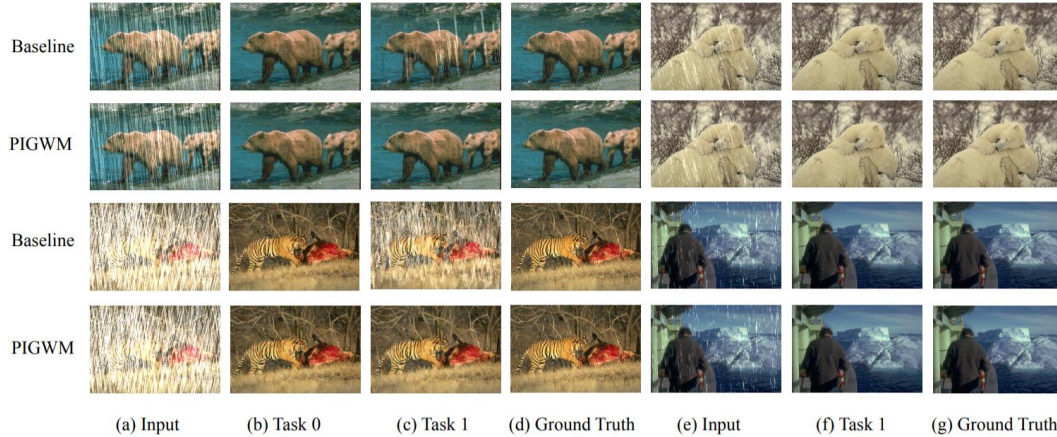 Baseline
PIGWM
Baseline
PIGWM
(a) Input (b) Task 0 (c) Task 1 (d) Ground Truth (e) Input (f) Task 1 (g) Ground Truth